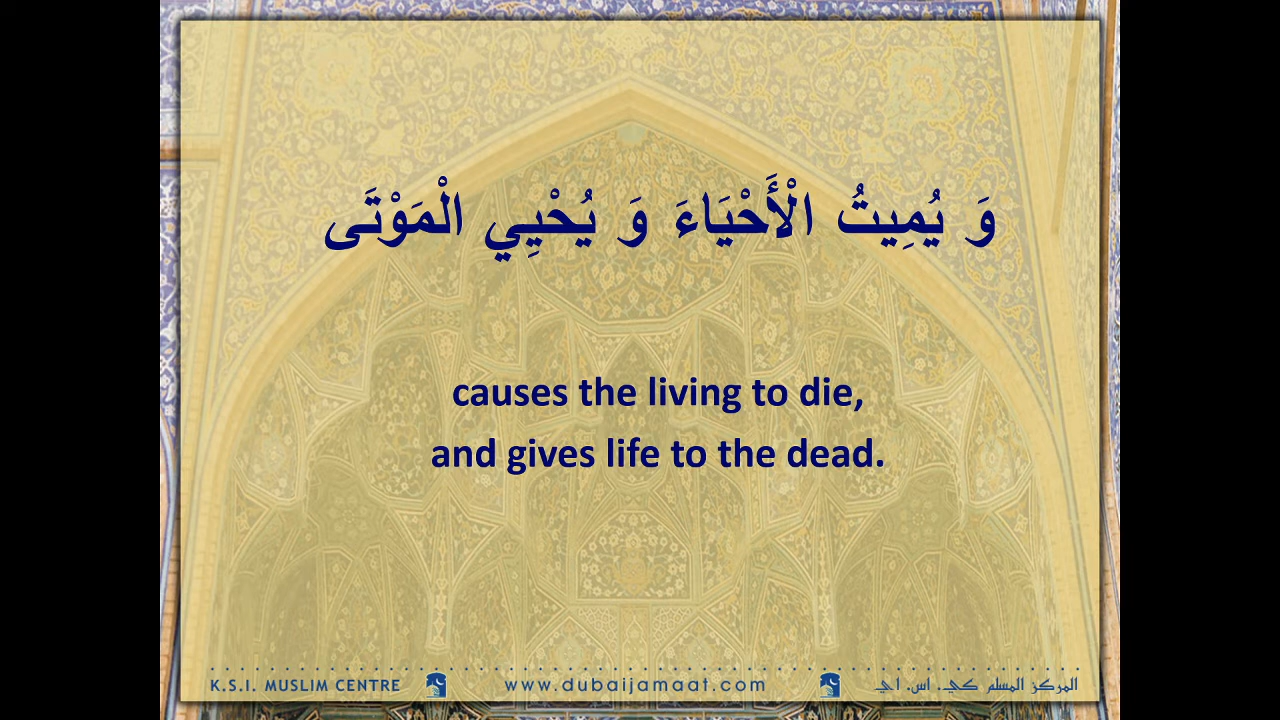 وَ يُمِيتُ الْأَحْيَاءَ وَ يُحْيِي الْمَوْتَى
causes the living to die,
and gives life to the dead.
K.S.I. MUSLIM CENTRE www.dubaijamaat.com المركز المسلم كي. اس. اي